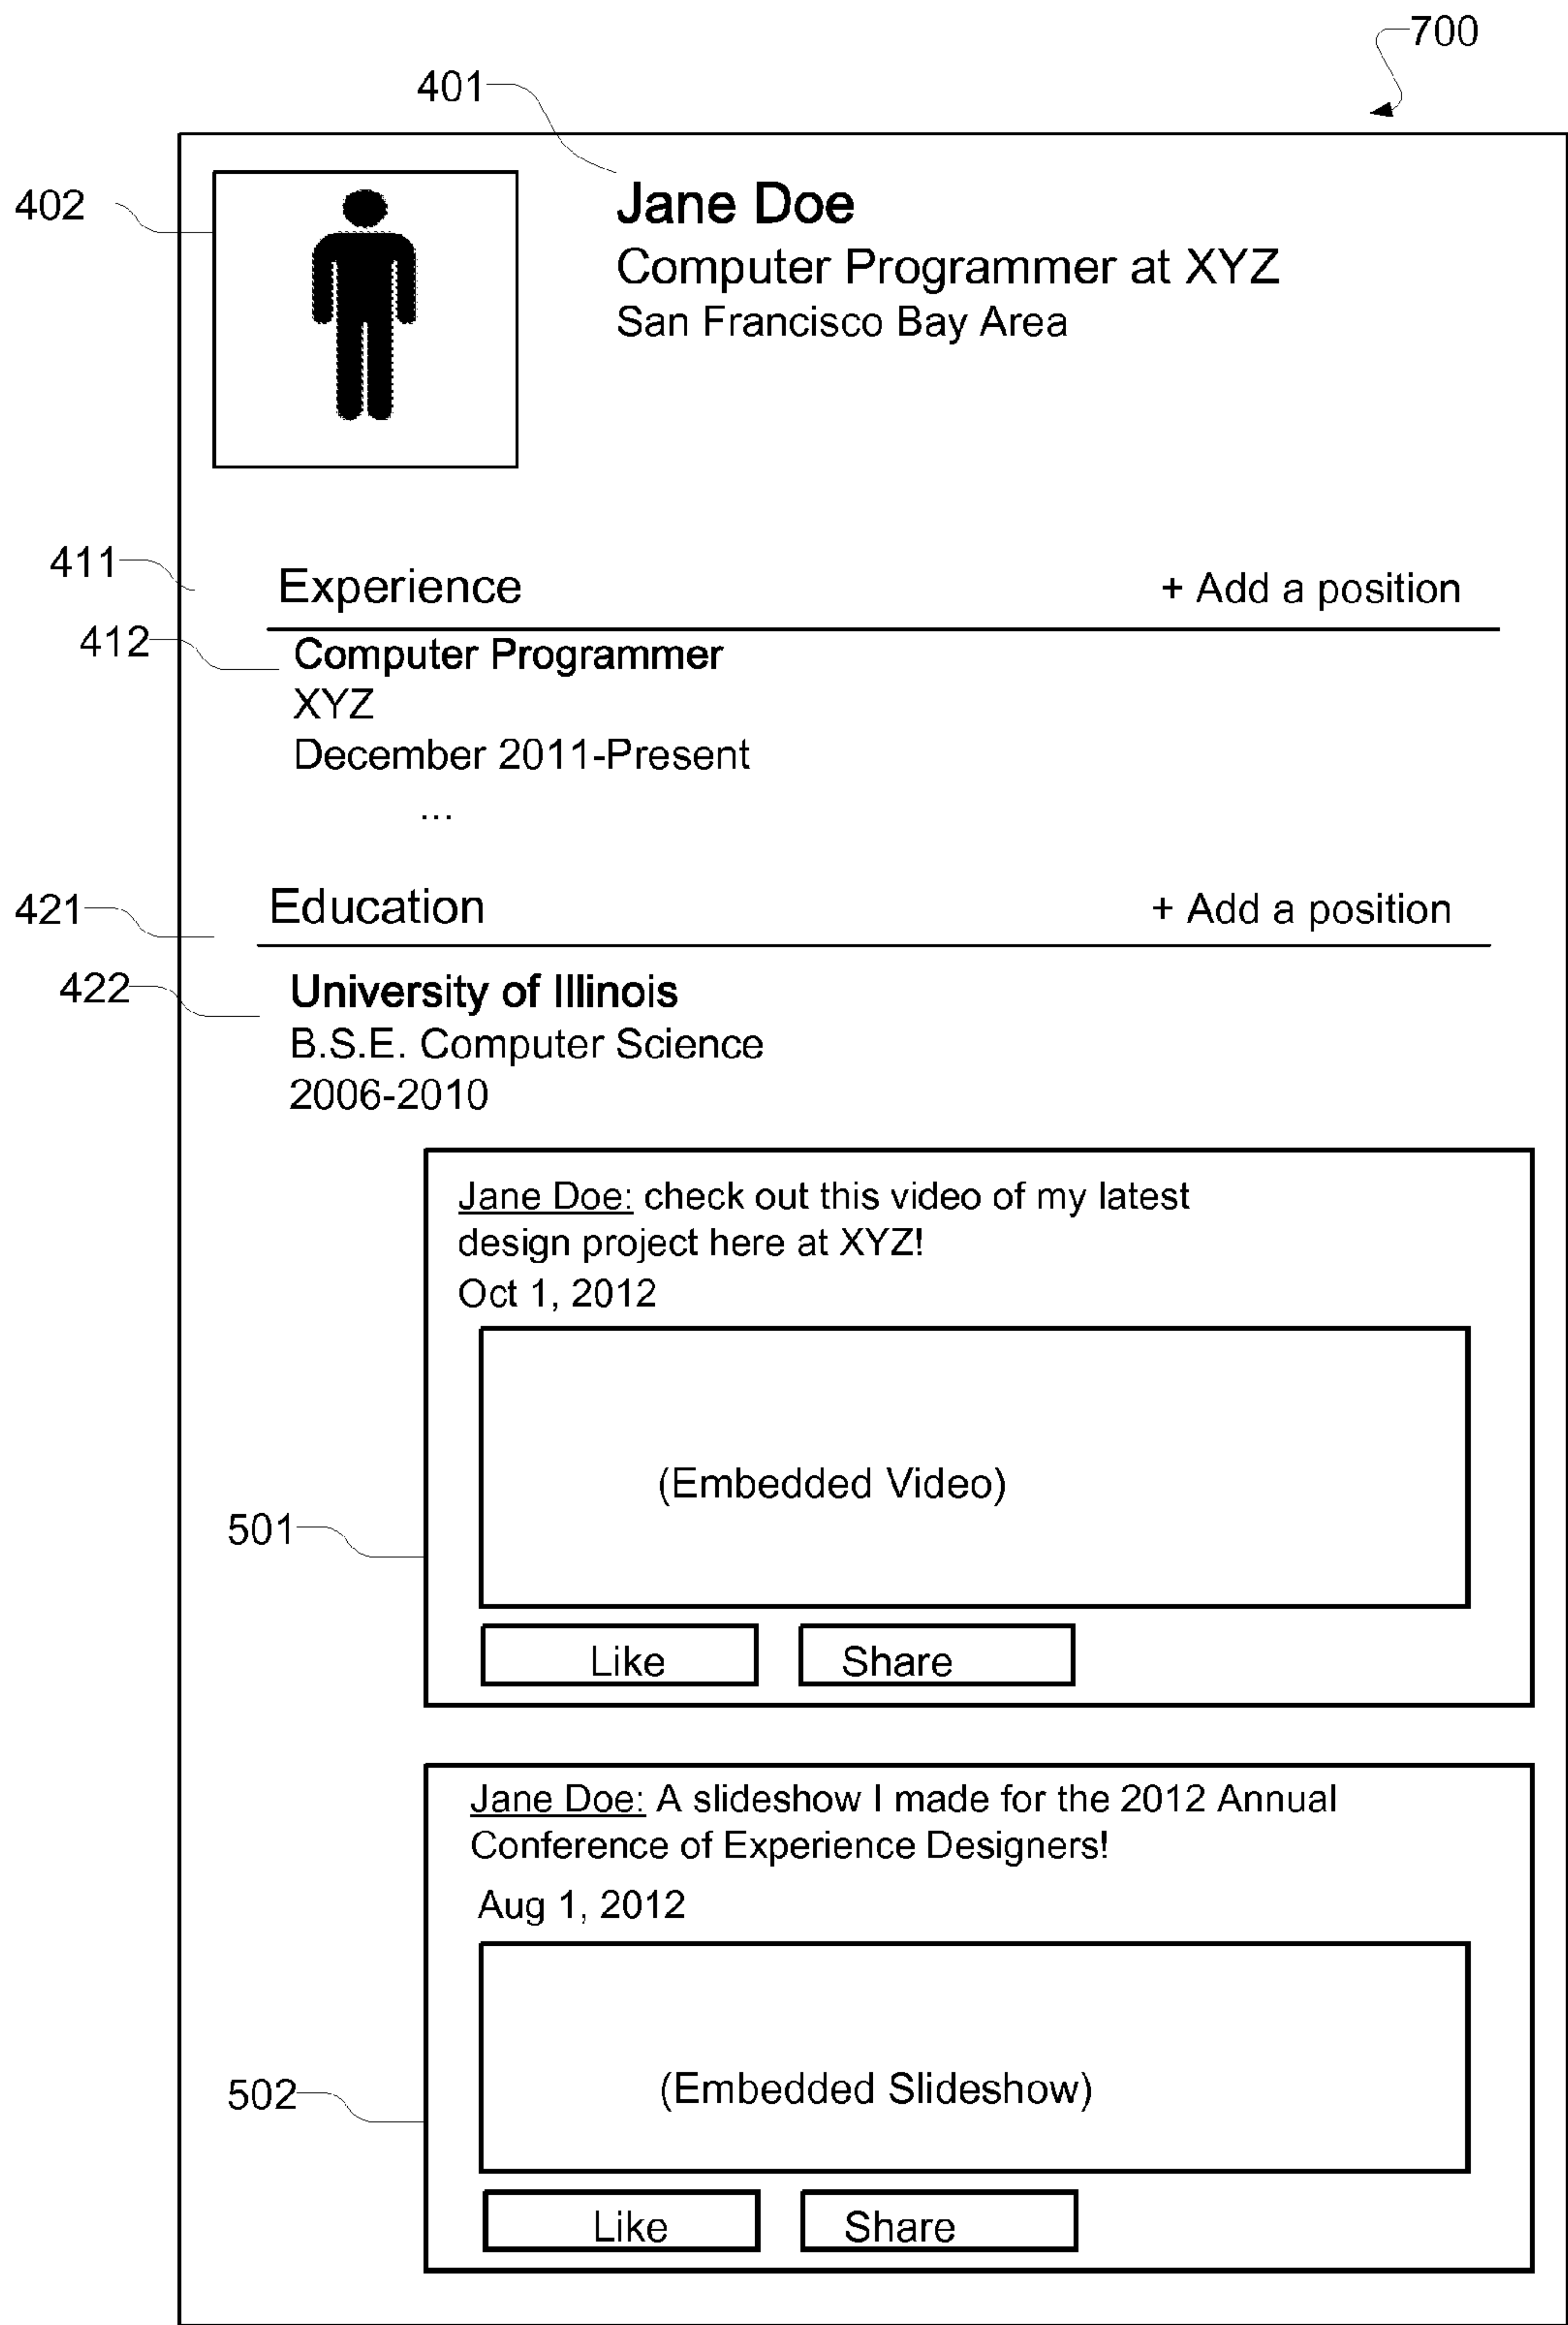 700
401
402
Jane Doe
Computer Programmer at XYZ
San Francisco Bay Area
411
Experience + Add a position
412
Computer Programmer
XYZ
December 2011-Present
...
421
Education + Add a position
422
University of Illinois
B.S.E. Computer Science
2006-2010
Jane Doe: check out this video of my latest
design project here at XYZ!
Oct 1, 2012
(Embedded Video)
501
Like Share
Jane Doe: A slideshow I made for the 2012 Annual
Conference of Experience Designers!
Aug 1, 2012
(Embedded Slideshow)
502
Like Share